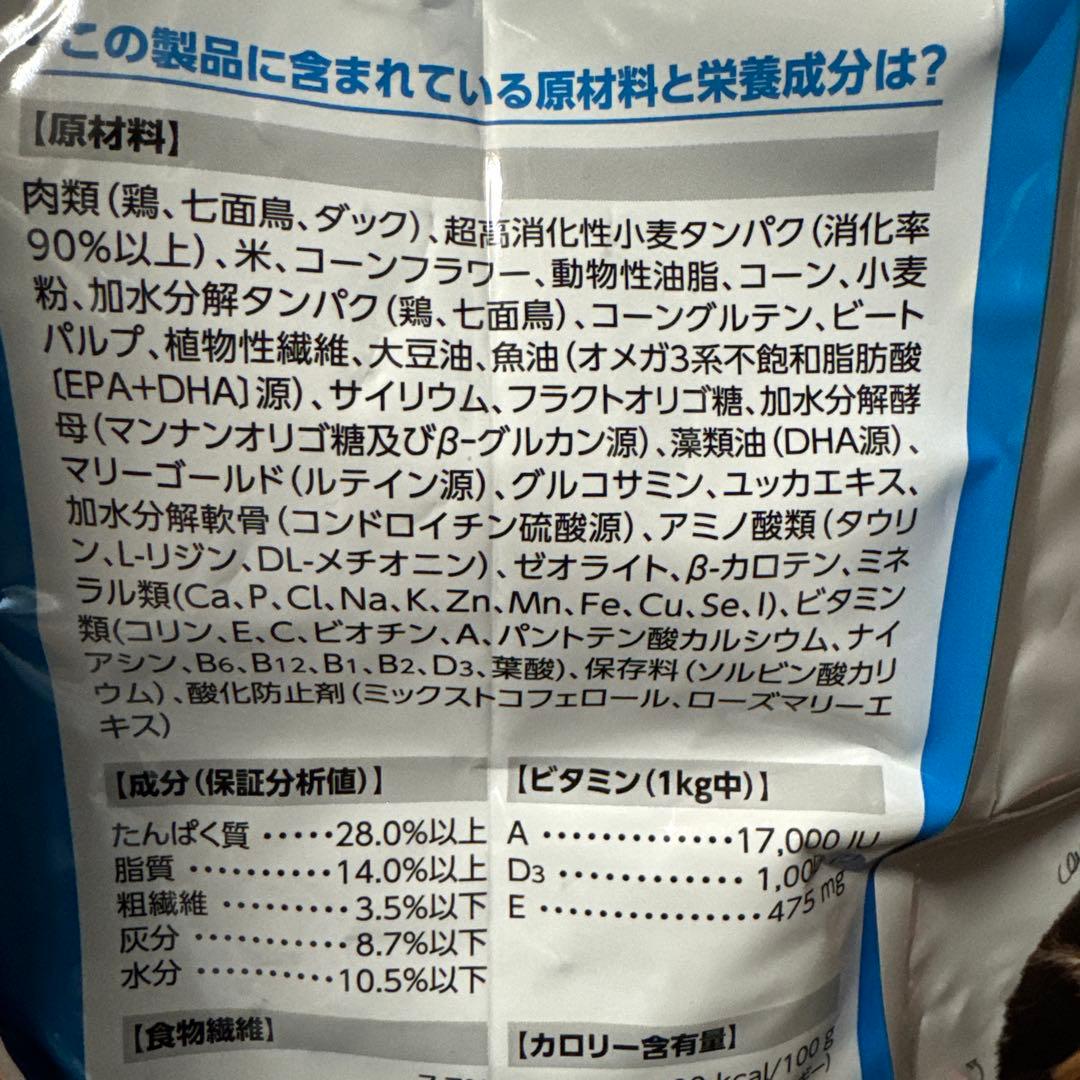 この製品に含まれている原材料と栄養成分は?
【原材料】
肉類(鶏、七面鳥、ダック)、超高消化性小麦タンパク(消化率
90%以上)、米、コーンフラワー、動物性油脂、コーン、小麦
粉、加水分解タンパク(鶏、七面鳥)、コーングルテン、ビート
パルプ、植物性繊維、大豆油、魚油(オメガ3系不飽和脂肪酸
〔EPA+DHA〕源)、サイリウム、フラクトオリゴ糖、加水分解酵
母(マンナンオリゴ糖及びβ-グルカン源)、藻類油(DHA源)、
マリーゴールド(ルテイン源)、グルコサミン、ユッカエキス、
加水分解軟骨(コンドロイチン硫酸源)、アミノ酸類(タウリ
ン、L-リジン、DL-メチオニン)、ゼオライト、β-カロテン、ミネ
ラル類(Ca、P、Cl、Na、K、Zn、Mn、Fe、Cu、Se、I)、ビタミン
類(コリン、E、C、ビオチン、A、パントテン酸カルシウム、ナイ
アシン、B6、B12、B1、B2、D3、葉酸)、保存料(ソルビン酸カリ
ウム)、酸化防止剤(ミックストコフェロール、ローズマリーエ
キス)
【成分(保証分析値)】
たんぱく質 ‥‥‥28.0%以上
脂質 ‥‥‥‥‥14.0%以上
粗繊維 ‥‥‥‥3.5%以下
灰分 ‥‥‥‥‥8.7%以下
水分 ‥‥‥‥‥10.5%以下
【ビタミン(1kg中)】
A ‥‥‥‥‥‥‥17,000 IU
D3 ‥‥‥‥‥‥
E ‥‥‥‥‥‥‥475 mg
【食物繊維】
【カロリー含有量】
kcal/100g